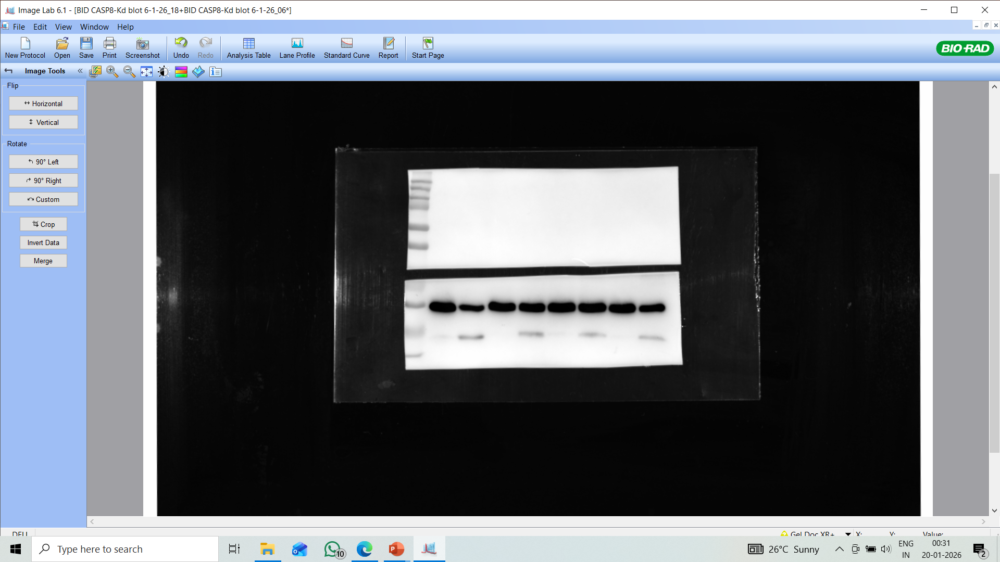 Image Lab 6.1 - [BID CASP8-Kd blot 6-1-26_18+BID CASP8-Kd blot 6-1-26_06*]
File Edit View Window Help
New Protocol Open Save Print Screenshot Undo Redo Analysis Table Lane Profile Standard Curve Report Start Page
BIO-RAD
Image Tools
Flip
Horizontal
Vertical
Rotate
90° Left
90° Right
Custom
Crop
Invert Data
Merge
DELL Gel Doc XR+ X: Y: Value:
Type here to search
10
26°C Sunny
ENG
IN
00:31
20-01-2026
2